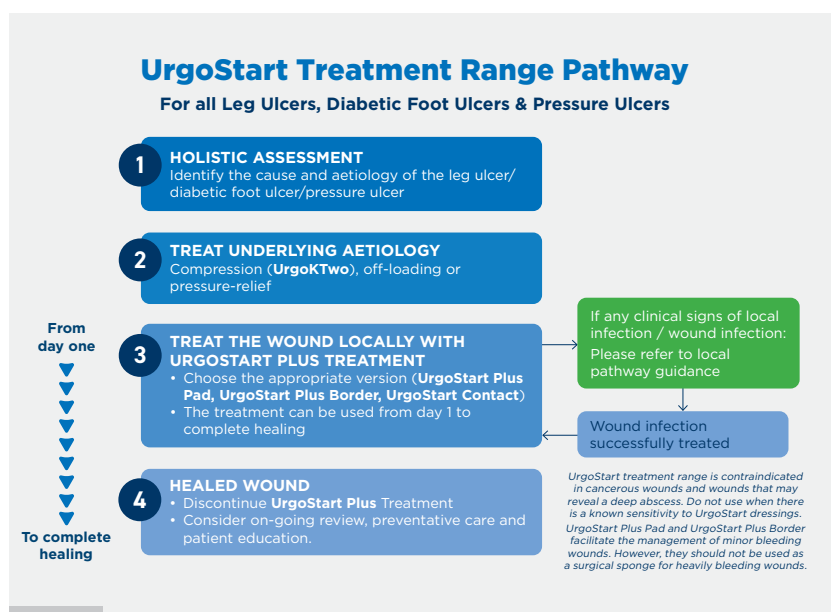 UrgoStart Treatment Range Pathway
For all Leg Ulcers, Diabetic Foot Ulcers & Pressure Ulcers
1
HOLISTIC ASSESSMENT
Identify the cause and aetiology of the leg ulcer/
diabetic foot ulcer/pressure ulcer
2
TREAT UNDERLYING AETIOLOGY
Compression (UrgoKTwo), off-loading or
pressure-relief
From
day one
3
TREAT THE WOUND LOCALLY WITH
URGOSTART PLUS TREATMENT
• Choose the appropriate version (UrgoStart Plus
Pad, UrgoStart Plus Border, UrgoStart Contact)
• The treatment can be used from day 1 to
complete healing
If any clinical signs of local
infection / wound infection:
Please refer to local
pathway guidance
Wound infection
successfully treated
4
HEALED WOUND
• Discontinue UrgoStart Plus Treatment
• Consider on-going review, preventative care and
patient education.
To complete
healing
UrgoStart treatment range is contraindicated
in cancerous wounds and wounds that may
reveal a deep abscess. Do not use when there
is a known sensitivity to UrgoStart dressings.
UrgoStart Plus Pad and UrgoStart Plus Border
facilitate the management of minor bleeding
wounds. However, they should not be used as
a surgical sponge for heavily bleeding wounds.